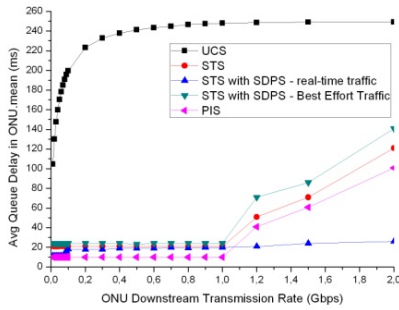 260
240
220
200
180
160
140
120
100
80
60
40
20
0
Avg Queue Delay in ONU.mean (ms)
UCS
STS
STS with SDPS - real-time traffic
STS with SDPS - Best Effort Traffic
PIS
0,0 0,2 0,4 0,6 0,8 1,0 1,2 1,4 1,6 1,8 2,0
ONU Downstream Transmission Rate (Gbps)